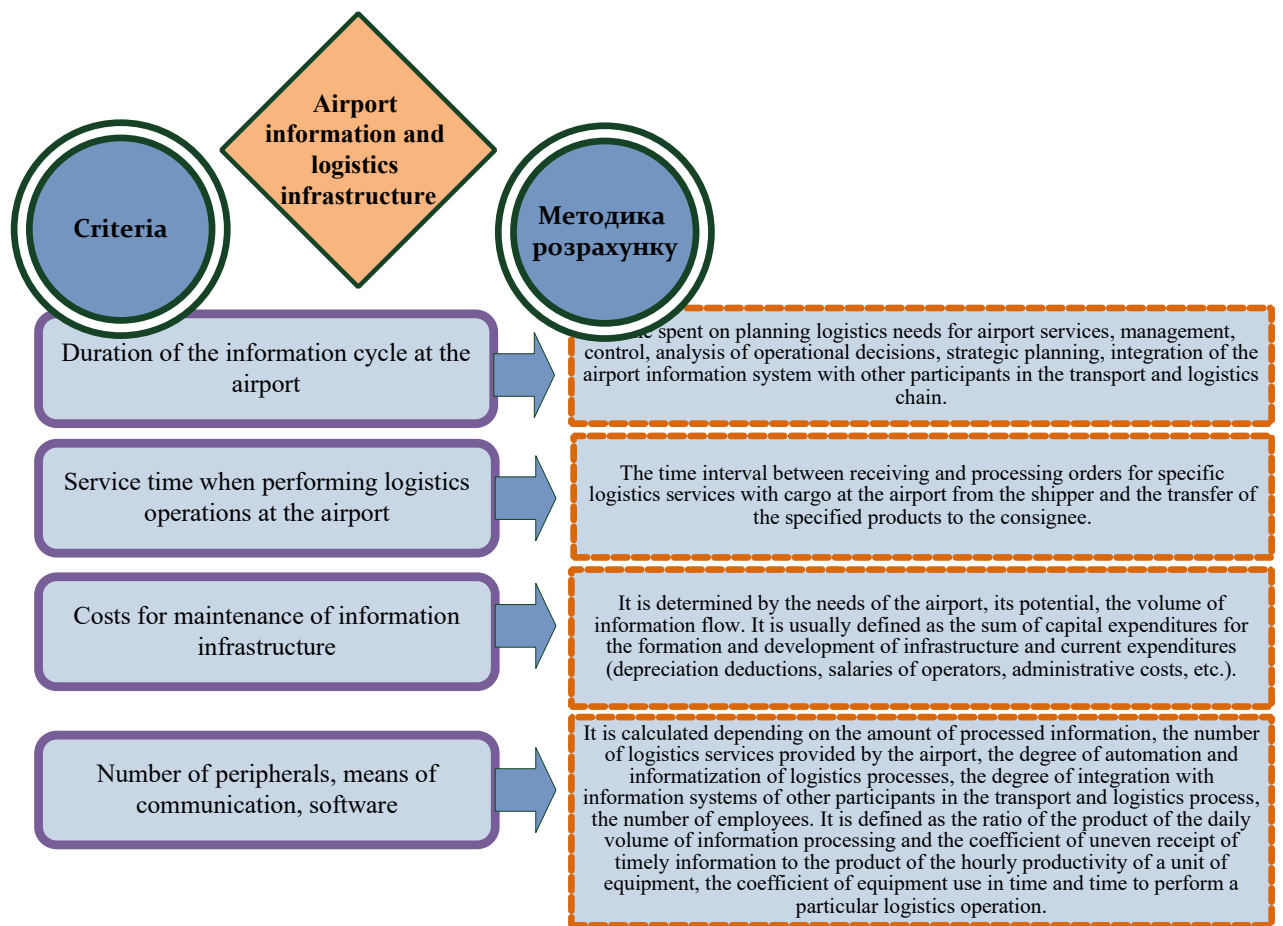 Airport
information and
logistics
infrastructure
Criteria
Методика
розрахунку
Duration of the information cycle at the
airport
spent on planning logistics needs for airport services, management,
control, analysis of operational decisions, strategic planning, integration of the
airport information system with other participants in the transport and logistics
chain.
Service time when performing logistics
operations at the airport
The time interval between receiving and processing orders for specific
logistics services with cargo at the airport from the shipper and the transfer of
the specified products to the consignee.
Costs for maintenance of information
infrastructure
It is determined by the needs of the airport, its potential, the volume of
information flow. It is usually defined as the sum of capital expenditures for
the formation and development of infrastructure and current expenditures
(depreciation deductions, salaries of operators, administrative costs, etc.).
Number of peripherals, means of
communication, software
It is calculated depending on the amount of processed information, the number
of logistics services provided by the airport, the degree of automation and
informatization of logistics processes, the degree of integration with
information systems of other participants in the transport and logistics process,
the number of employees. It is defined as the ratio of the product of the daily
volume of information processing and the coefficient of uneven receipt of
timely information to the product of the hourly productivity of a unit of
equipment, the coefficient of equipment use in time and time to perform a
particular logistics operation.